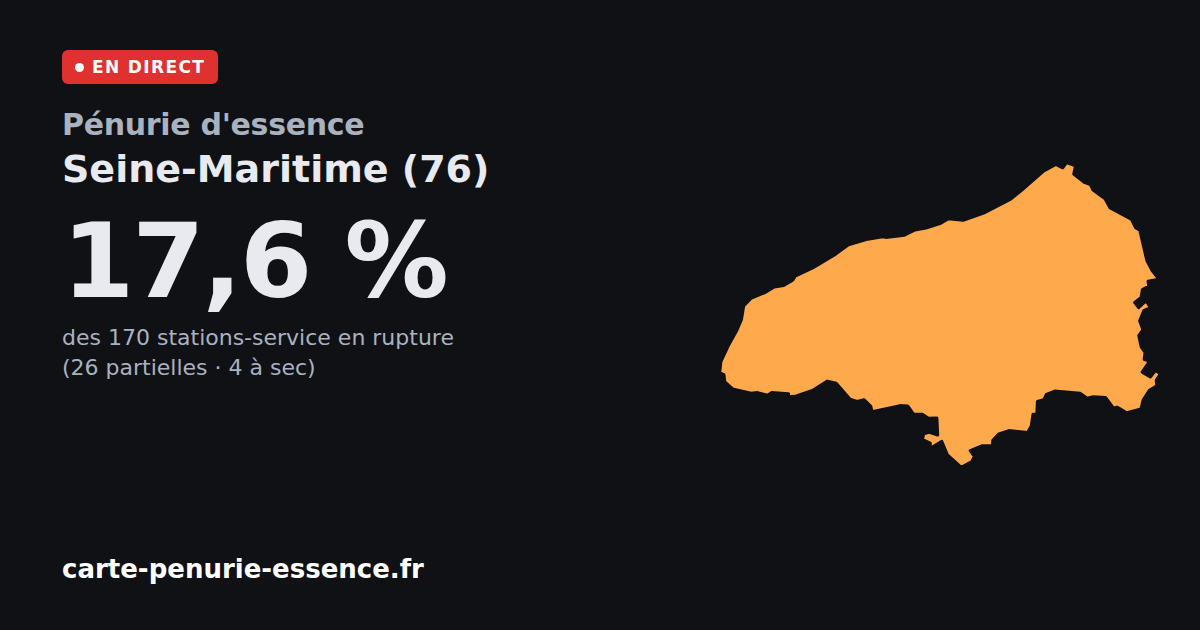 EN DIRECT
Pénurie d'essence
Seine-Maritime (76)
17,6 %
des 170 stations-service en rupture
(26 partielles · 4 à sec)
carte-penurie-essence.fr